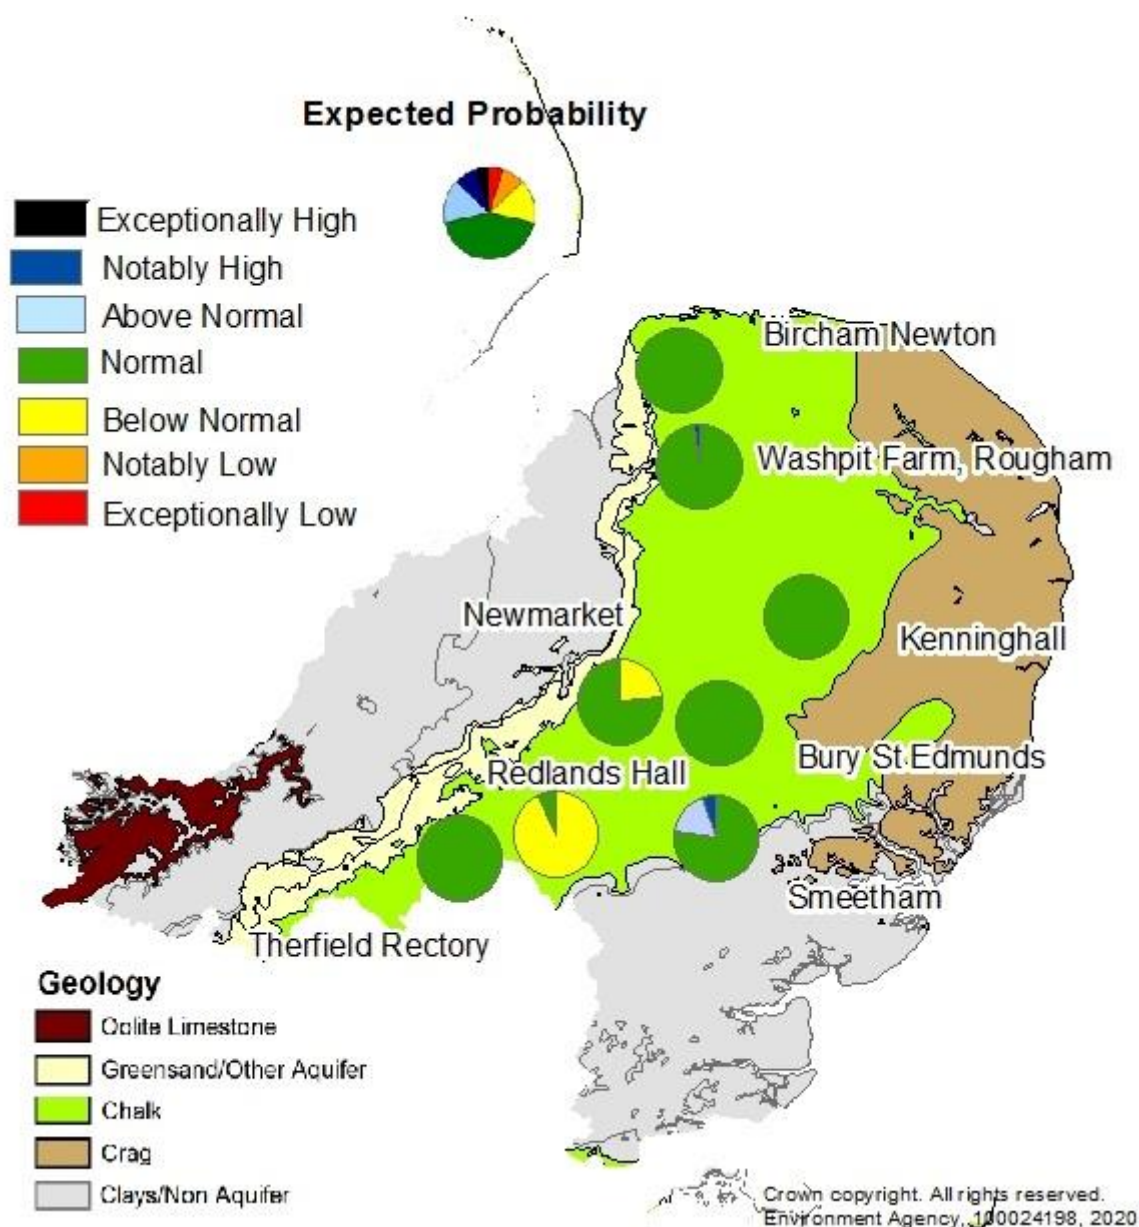 Expected Probability
Exceptionally High
Notably High
Above Normal
Normal
Below Normal
Notably Low
Exceptionally Low
Bircham Newton
Washpit Farm, Rougham
Newmarket
Kenninghall
Bury St Edmunds
Redlands Hall
Smeetham
Therfield Rectory
Geology
Oolite Limestone
Greensand/Other Aquifer
Chalk
Crag
Clays/Non Aquifer
Crown copyright. All rights reserved.
Environment Agency, 100024198, 2020